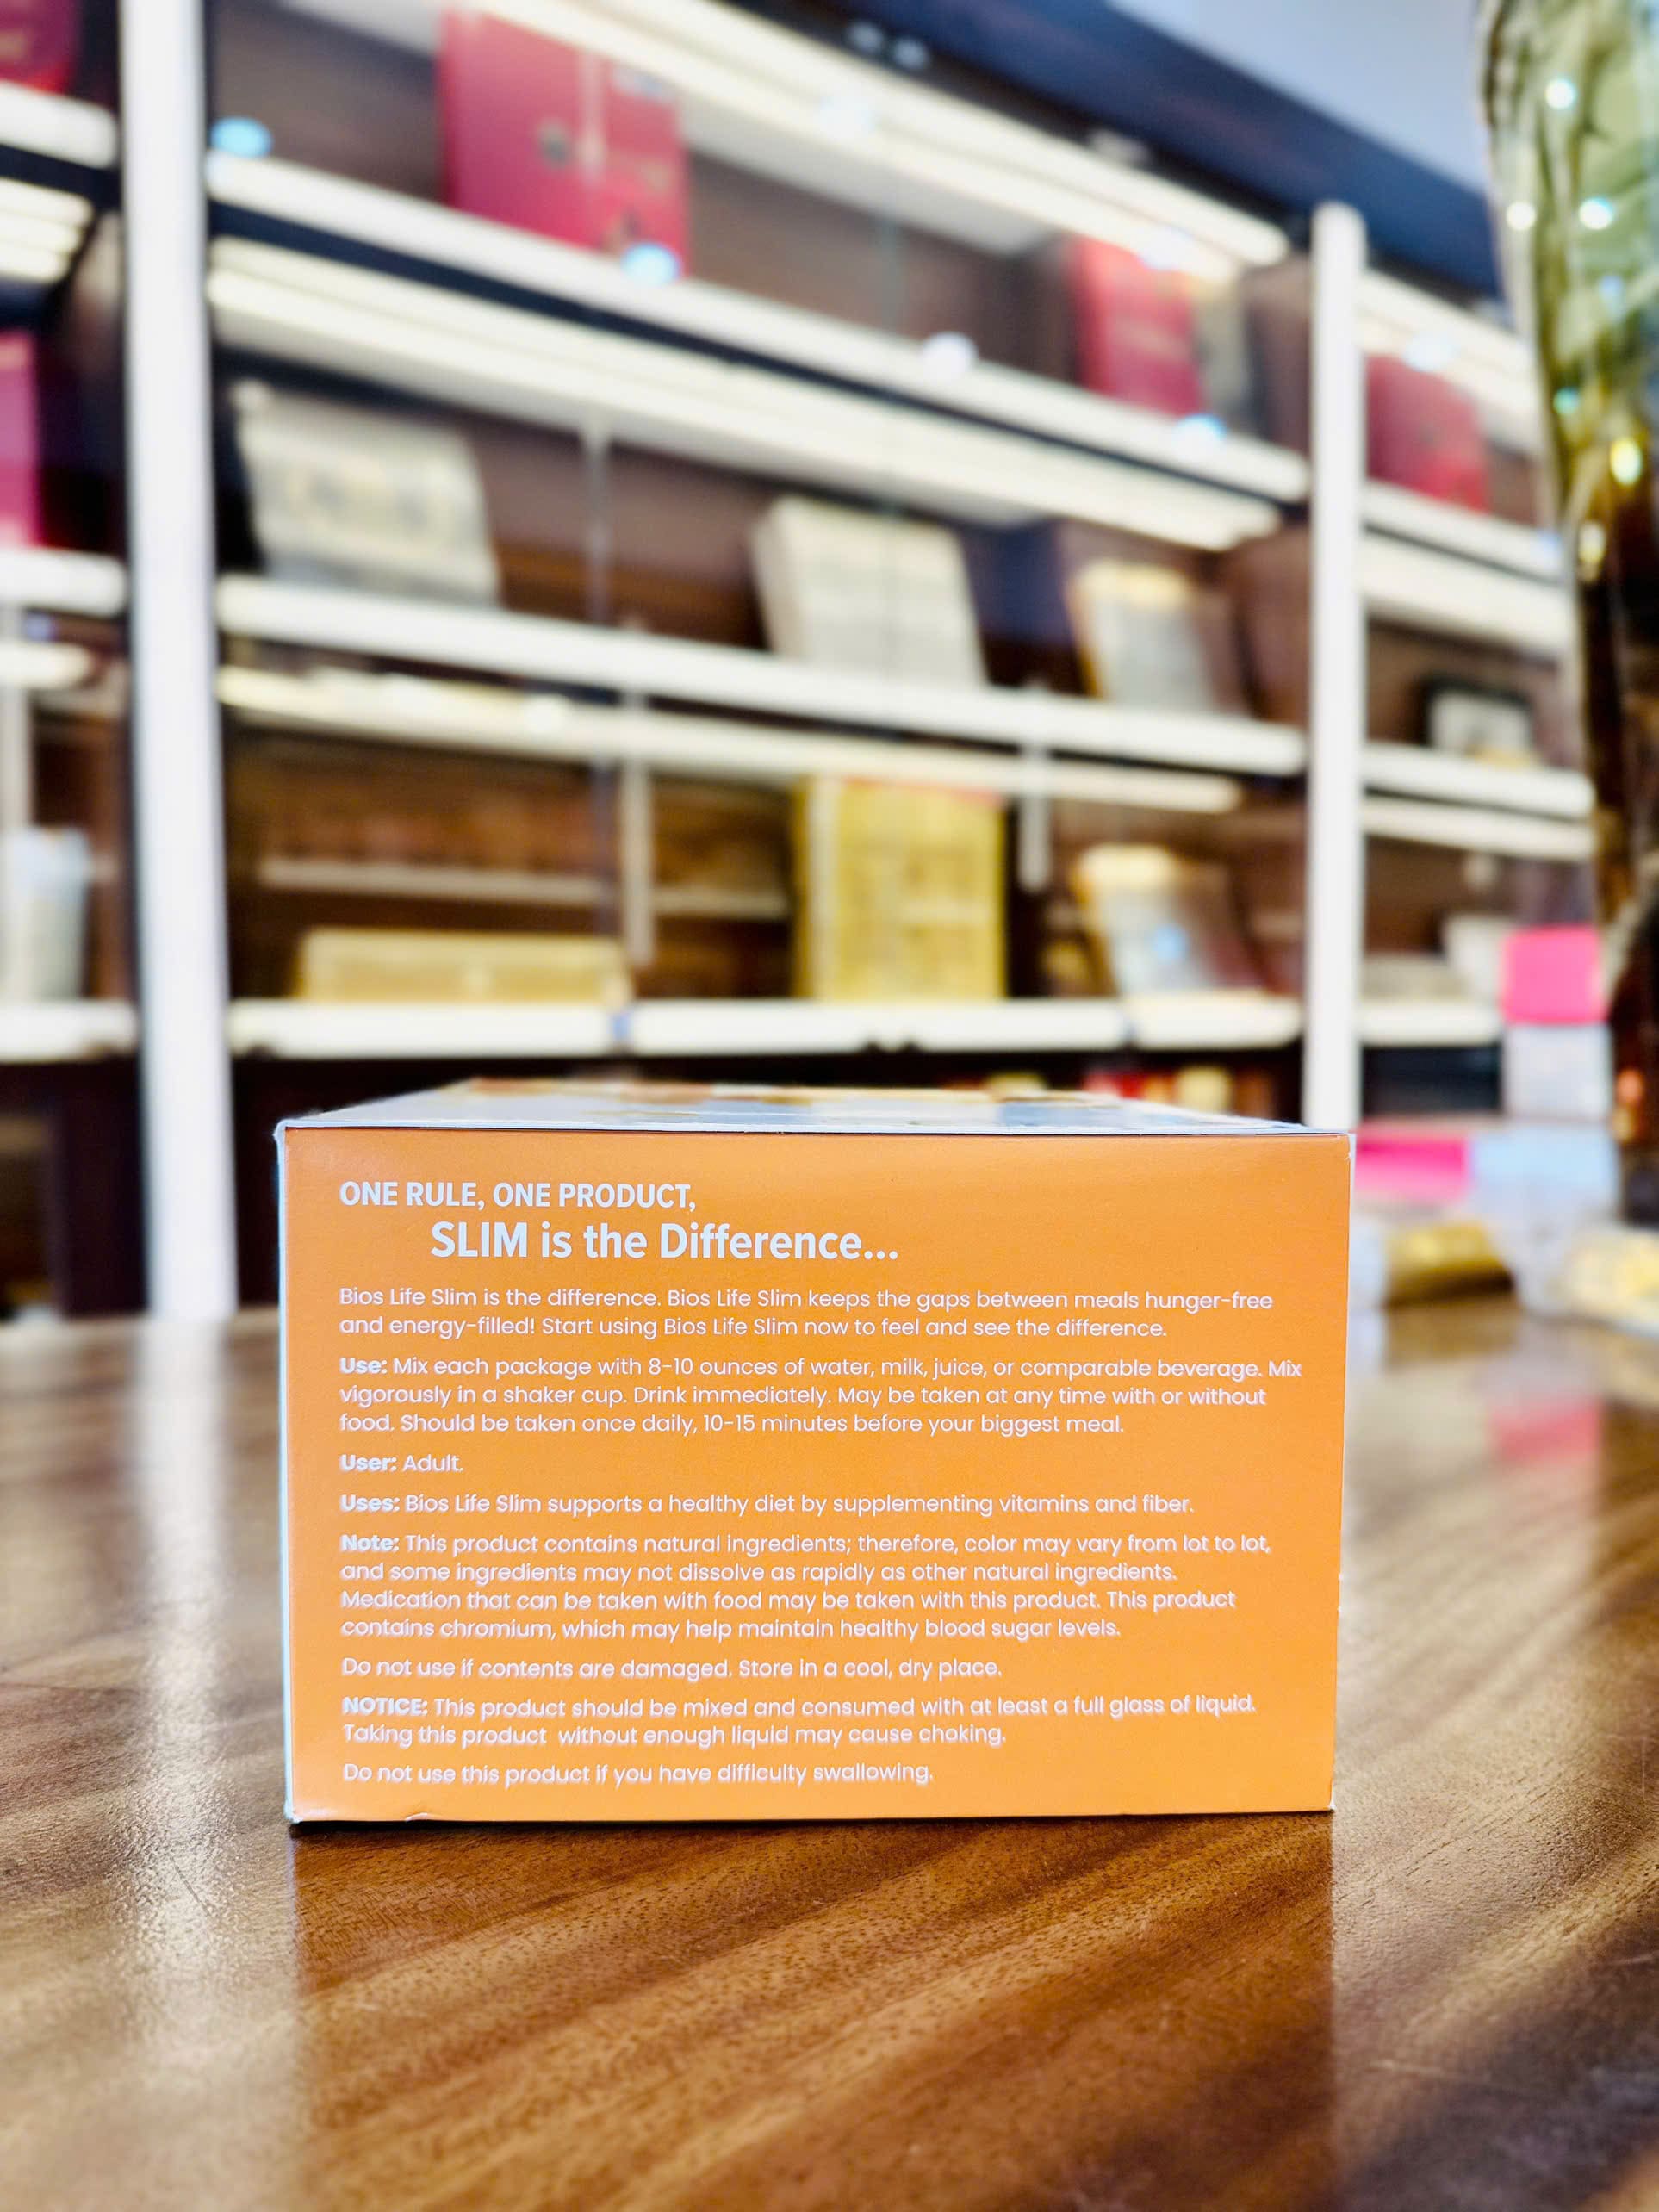 ONE RULE, ONE PRODUCT,
SLIM is the Difference...
Bios Life Slim is the difference. Bios Life Slim keeps the gaps between meals hunger-free
and energy-filled! Start using Bios Life Slim now to feel and see the difference.
Use: Mix each package with 8-10 ounces of water, milk, juice, or comparable beverage. Mix
vigorously in a shaker cup. Drink immediately. May be taken at any time with or without
food. Should be taken once daily, 10-15 minutes before your biggest meal.
User: Adult.
Uses: Bios Life Slim supports a healthy diet by supplementing vitamins and fiber.
Note: This product contains natural ingredients; therefore, color may vary from lot to lot,
and some ingredients may not dissolve as rapidly as other natural ingredients.
Medication that can be taken with food may be taken with this product. This product
contains chromium, which may help maintain healthy blood sugar levels.
Do not use if contents are damaged. Store in a cool, dry place.
NOTICE: This product should be mixed and consumed with at least a full glass of liquid.
Taking this product without enough liquid may cause choking.
Do not use this product if you have difficulty swallowing.